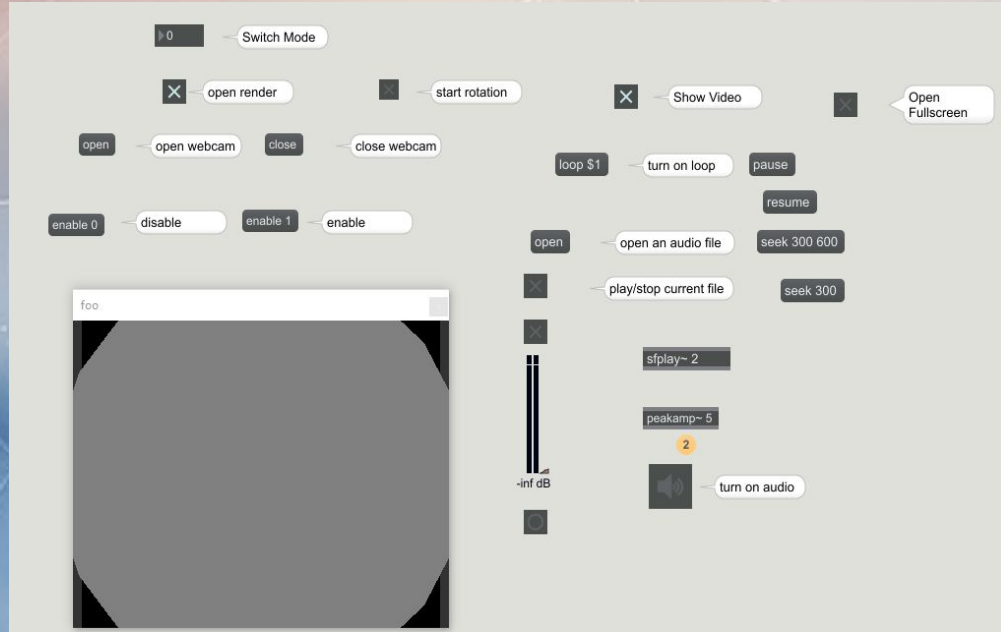 0
Switch Mode
open render
start rotation
Show Video
Open
Fullscreen
open
open webcam
close
close webcam
loop $1
turn on loop
pause
resume
enable 0
disable
enable 1
enable
open
open an audio file
seek 300 600
play/stop current file
seek 300
foo
sfplay~ 2
peakamp~ 5
2
-inf dB
turn on audio